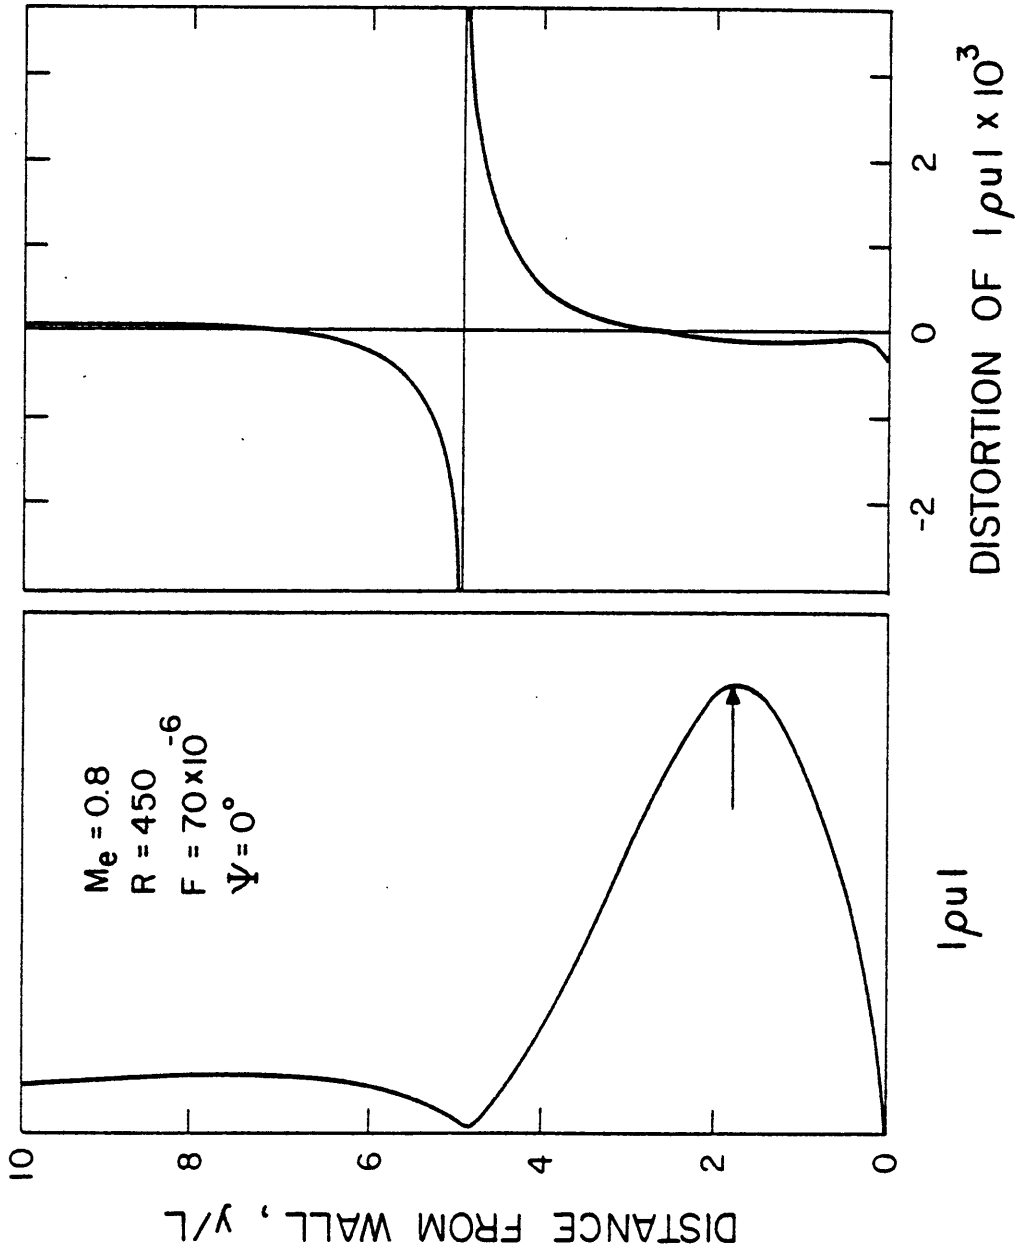 DISTANCE FROM WALL, y/L
10
8
6
4
2
0
Me = 0.8
R = 450
F = 70 x 10^-6
Ψ = 0°
|ρu|
-2
0
2
DISTORTION OF |ρu| x 10^3